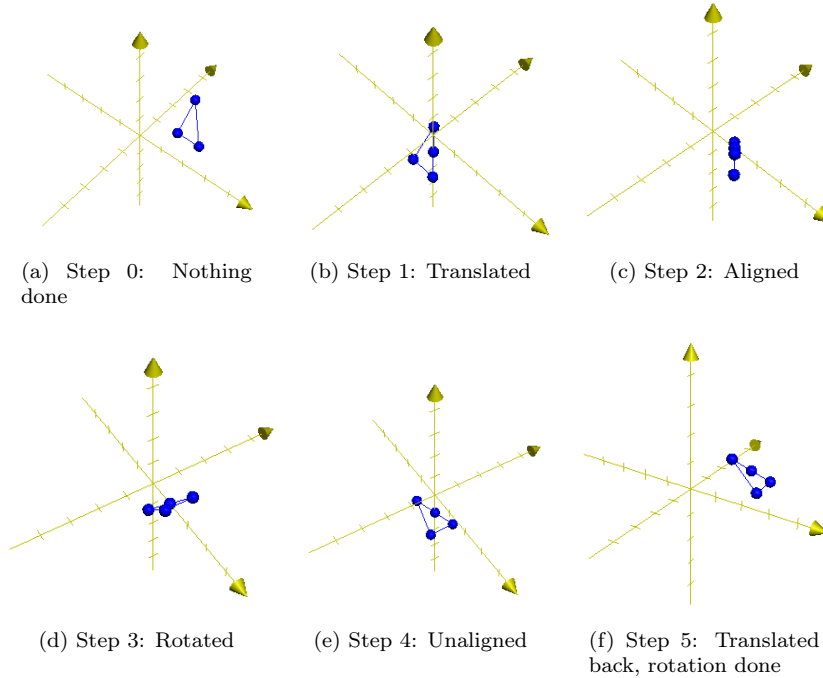 (a) Step 0: Nothing
done
(b) Step 1: Translated
(c) Step 2: Aligned
(d) Step 3: Rotated
(e) Step 4: Unaligned
(f) Step 5: Translated
back, rotation done